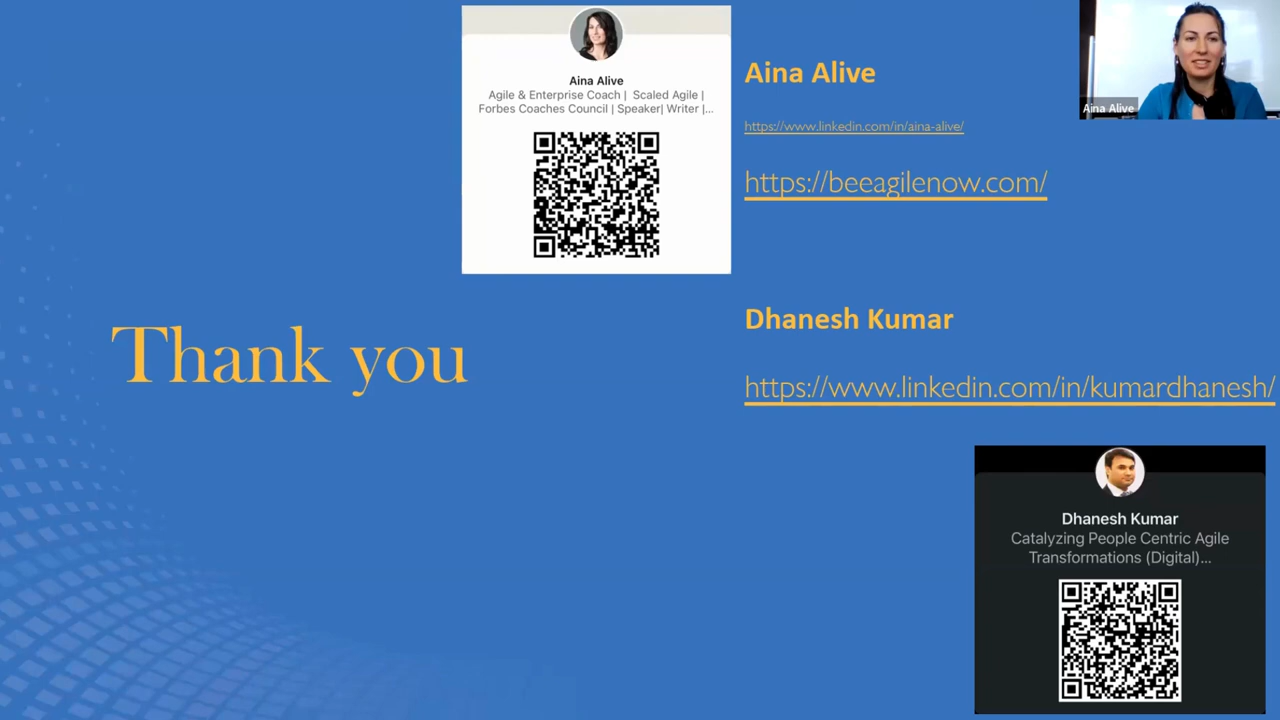 Aina Alive
Agile & Enterprise Coach | Scaled Agile |
Forbes Coaches Council | Speaker| Writer |...
Aina Alive
https://www.linkedin.com/in/aina-alive/
https://beeagilenow.com/
Aina Alive
Thank you
Dhanesh Kumar
https://www.linkedin.com/in/kumardhanesh/
Dhanesh Kumar
Catalyzing People Centric Agile
Transformations (Digital)...